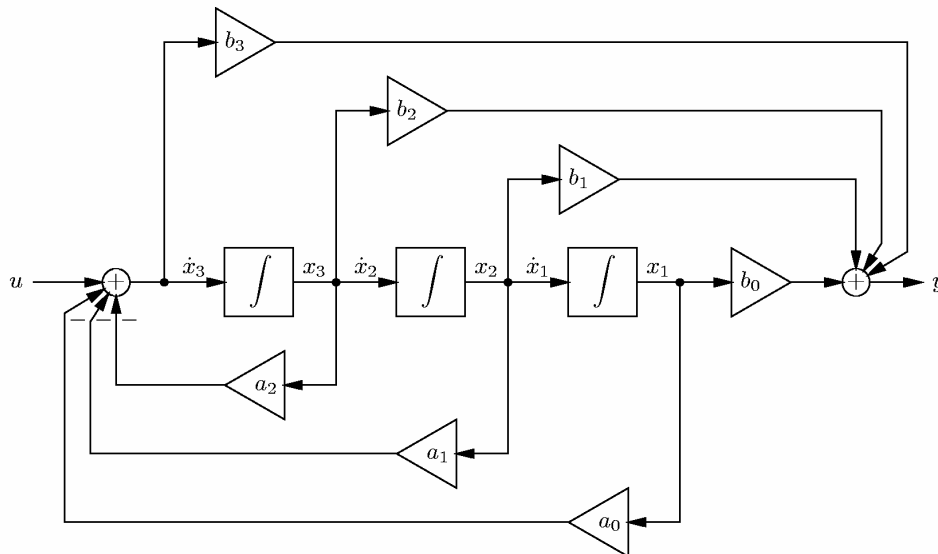 b₃
b₂
b₁
u + ẋ₃ ∫ x₃ ẋ₂ ∫ x₂ ẋ₁ ∫ x₁ b₀ + y
− − −
a₂
a₁
a₀